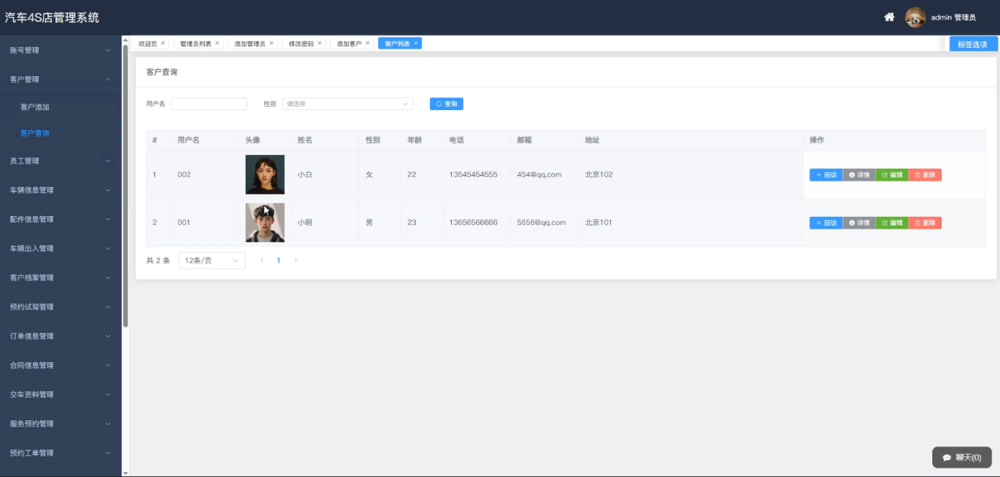 汽车4S店管理系统
admin 管理员
账号管理
客户管理
客户添加
客户查询
员工管理
车辆信息管理
配件信息管理
车辆出入管理
客户档案管理
预约试驾管理
订单信息管理
合同信息管理
交车资料管理
服务预约管理
预约工单管理
欢迎页 × 管理员列表 × 添加管理员 × 修改密码 × 添加客户 × 客户列表 × 标签选项
客户查询
用户名 性别 请选择 查询
# 用户名 头像 姓名 性别 年龄 电话 邮箱 地址 操作
1 002 小白 女 22 13545454555 454@qq.com 北京102 + 回访 详情 编辑 删除
2 001 小明 男 23 13656566666 5656@qq.com 北京101 + 回访 详情 编辑 删除
共 2 条 12条/页 < 1 >
聊天(0)